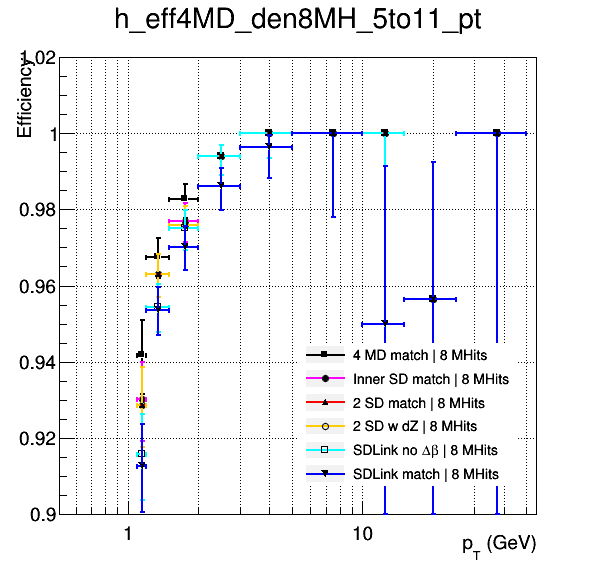 h_eff4MD_den8MH_5to11_pt
Efficiency
1.02
1
0.98
0.96
0.94
0.92
0.9
4 MD match | 8 MHits
Inner SD match | 8 MHits
2 SD match | 8 MHits
2 SD w dZ | 8 MHits
SDLink no Δβ | 8 MHits
SDLink match | 8 MHits
1
10
p_T (GeV)